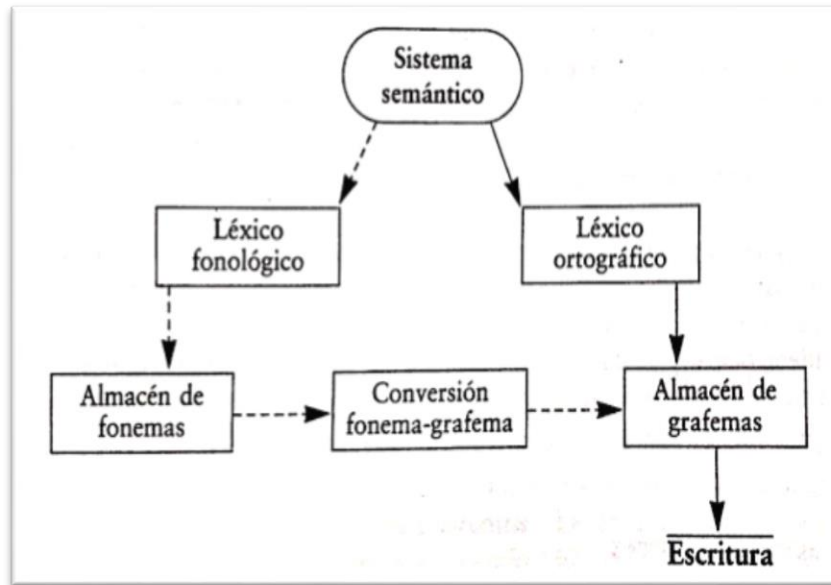 Sistema
semántico
Léxico
fonológico
Léxico
ortográfico
Almacén de
fonemas
Conversión
fonema-grafema
Almacén de
grafemas
Escritura